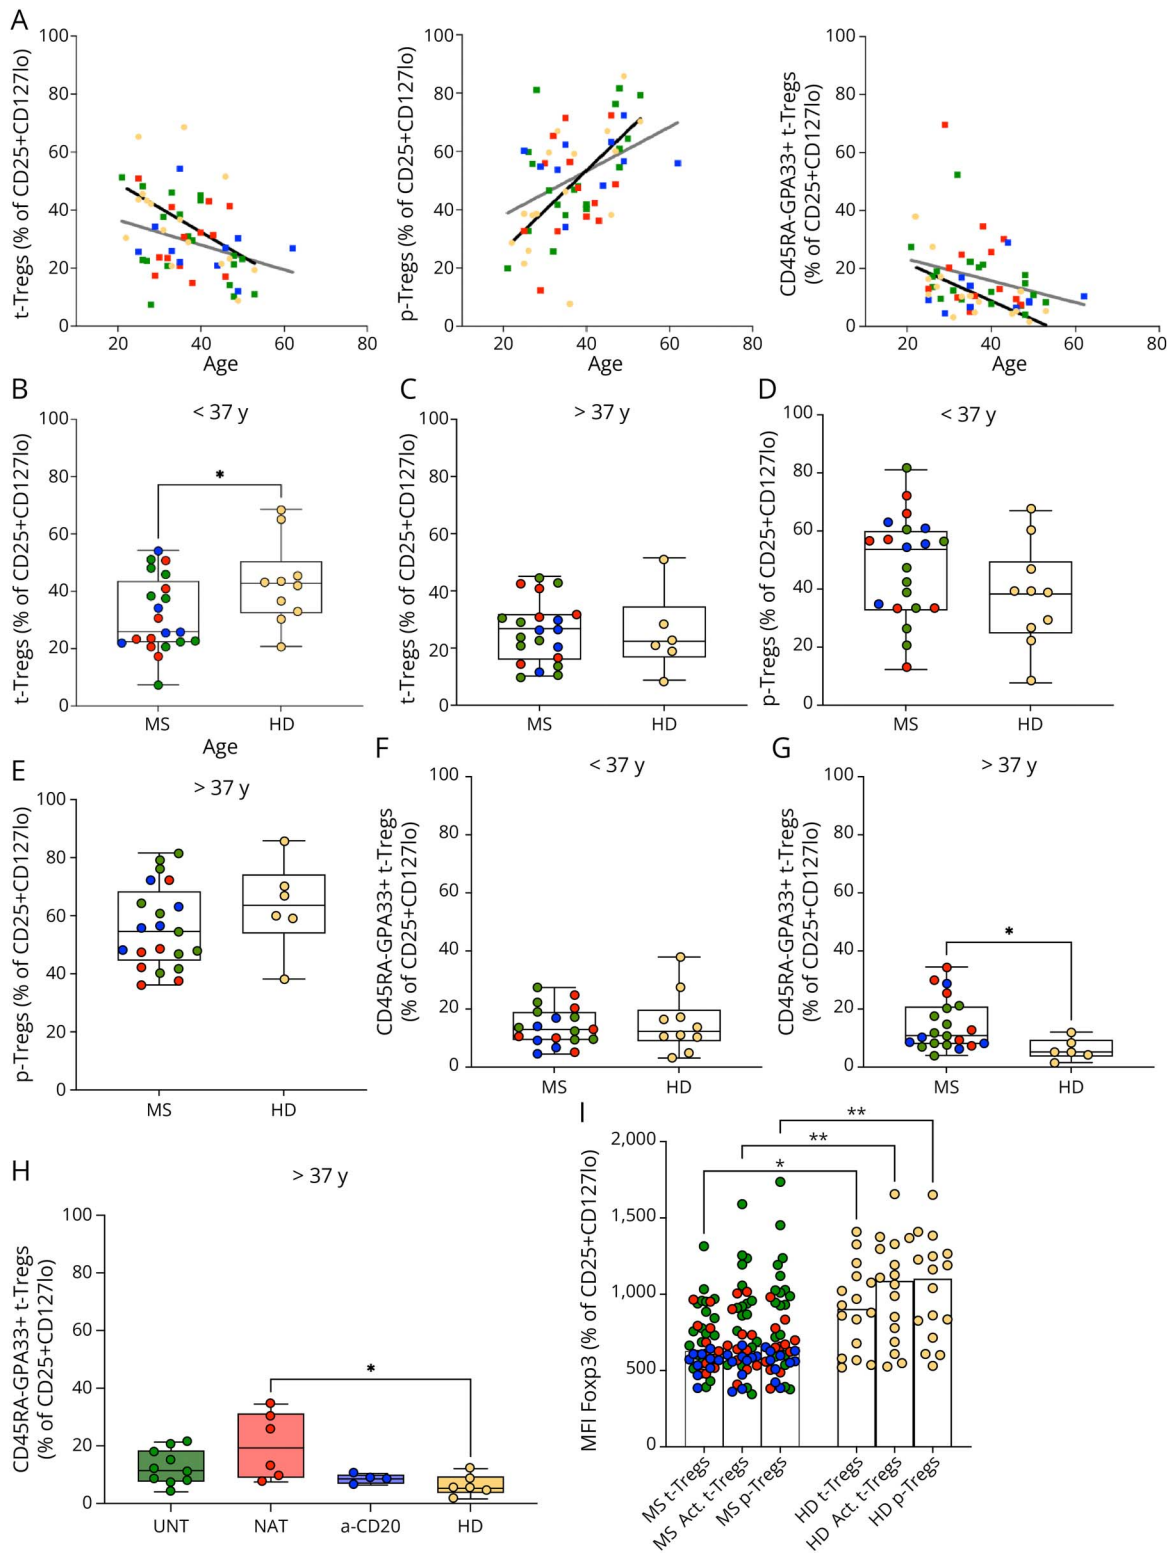 A
t-Tregs (% of CD25+CD127lo)
100
80
60
40
20
0
20
40
60
80
Age
p-Tregs (% of CD25+CD127lo)
100
80
60
40
20
0
20
40
60
80
Age
CD45RA-GPA33+ t-Tregs
(% of CD25+CD127lo)
100
80
60
40
20
0
20
40
60
80
Age
B
< 37 y
t-Tregs (% of CD25+CD127lo)
100
80
60
40
20
0
*
MS
HD
Age
C
> 37 y
t-Tregs (% of CD25+CD127lo)
100
80
60
40
20
0
MS
HD
D
< 37 y
p-Tregs (% of CD25+CD127lo)
100
80
60
40
20
0
MS
HD
E
> 37 y
p-Tregs (% of CD25+CD127lo)
100
80
60
40
20
0
MS
HD
F
< 37 y
CD45RA-GPA33+ t-Tregs
(% of CD25+CD127lo)
100
80
60
40
20
0
MS
HD
G
> 37 y
CD45RA-GPA33+ t-Tregs
(% of CD25+CD127lo)
100
80
60
40
20
0
*
MS
HD
H
> 37 y
CD45RA-GPA33+ t-Tregs
(% of CD25+CD127lo)
100
80
60
40
20
0
*
UNT
NAT
a-CD20
HD
I
MFI Foxp3 (% of CD25+CD127lo)
2,000
1,500
1,000
500
0
**
**
*
MS t-Tregs
MS Act. t-Tregs
MS p-Tregs
HD t-Tregs
HD Act. t-Tregs
HD p-Tregs